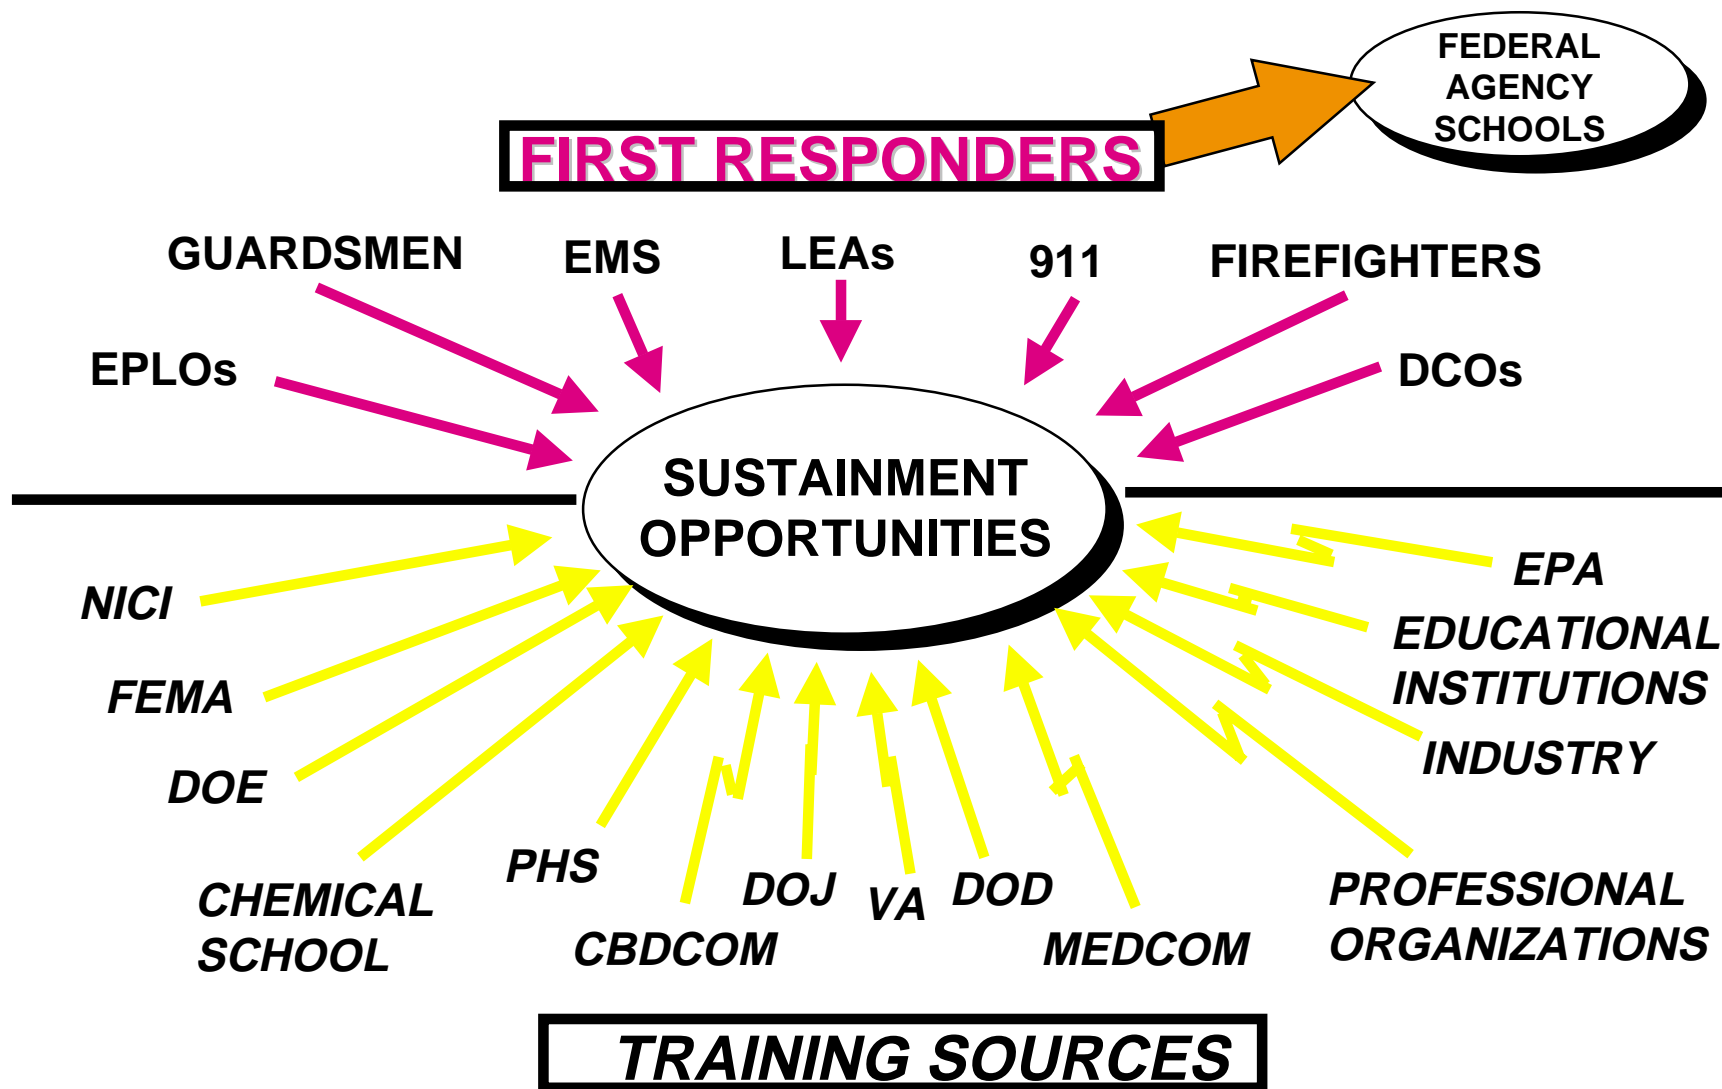 FEDERAL
AGENCY
SCHOOLS
FIRST RESPONDERS
GUARDSMEN
EMS
LEAs
911
FIREFIGHTERS
EPLOs
DCOs
SUSTAINMENT
OPPORTUNITIES
NICI
FEMA
DOE
CHEMICAL
SCHOOL
PHS
CBDCOM
DOJ
VA
DOD
MEDCOM
EPA
EDUCATIONAL
INSTITUTIONS
INDUSTRY
PROFESSIONAL
ORGANIZATIONS
TRAINING SOURCES